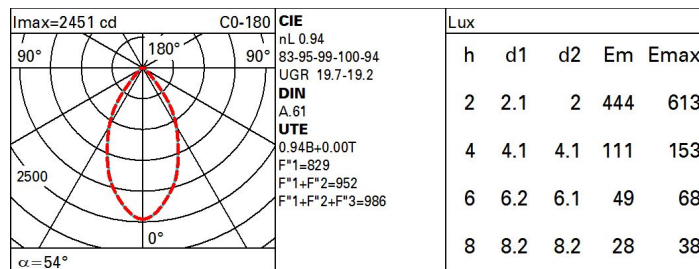 Imax=2451 cd C0-180
90° 180° 90°
2500
0°
α=54°
CIE
nL 0.94
83-95-99-100-94
UGR 19.7-19.2
DIN
A.61
UTE
0.94B+0.00T
F"1=829
F"1+F"2=952
F"1+F"2+F"3=986
Lux
h d1 d2 Em Emax
2 2.1 2 444 613
4 4.1 4.1 111 153
6 6.2 6.1 49 68
8 8.2 8.2 28 38